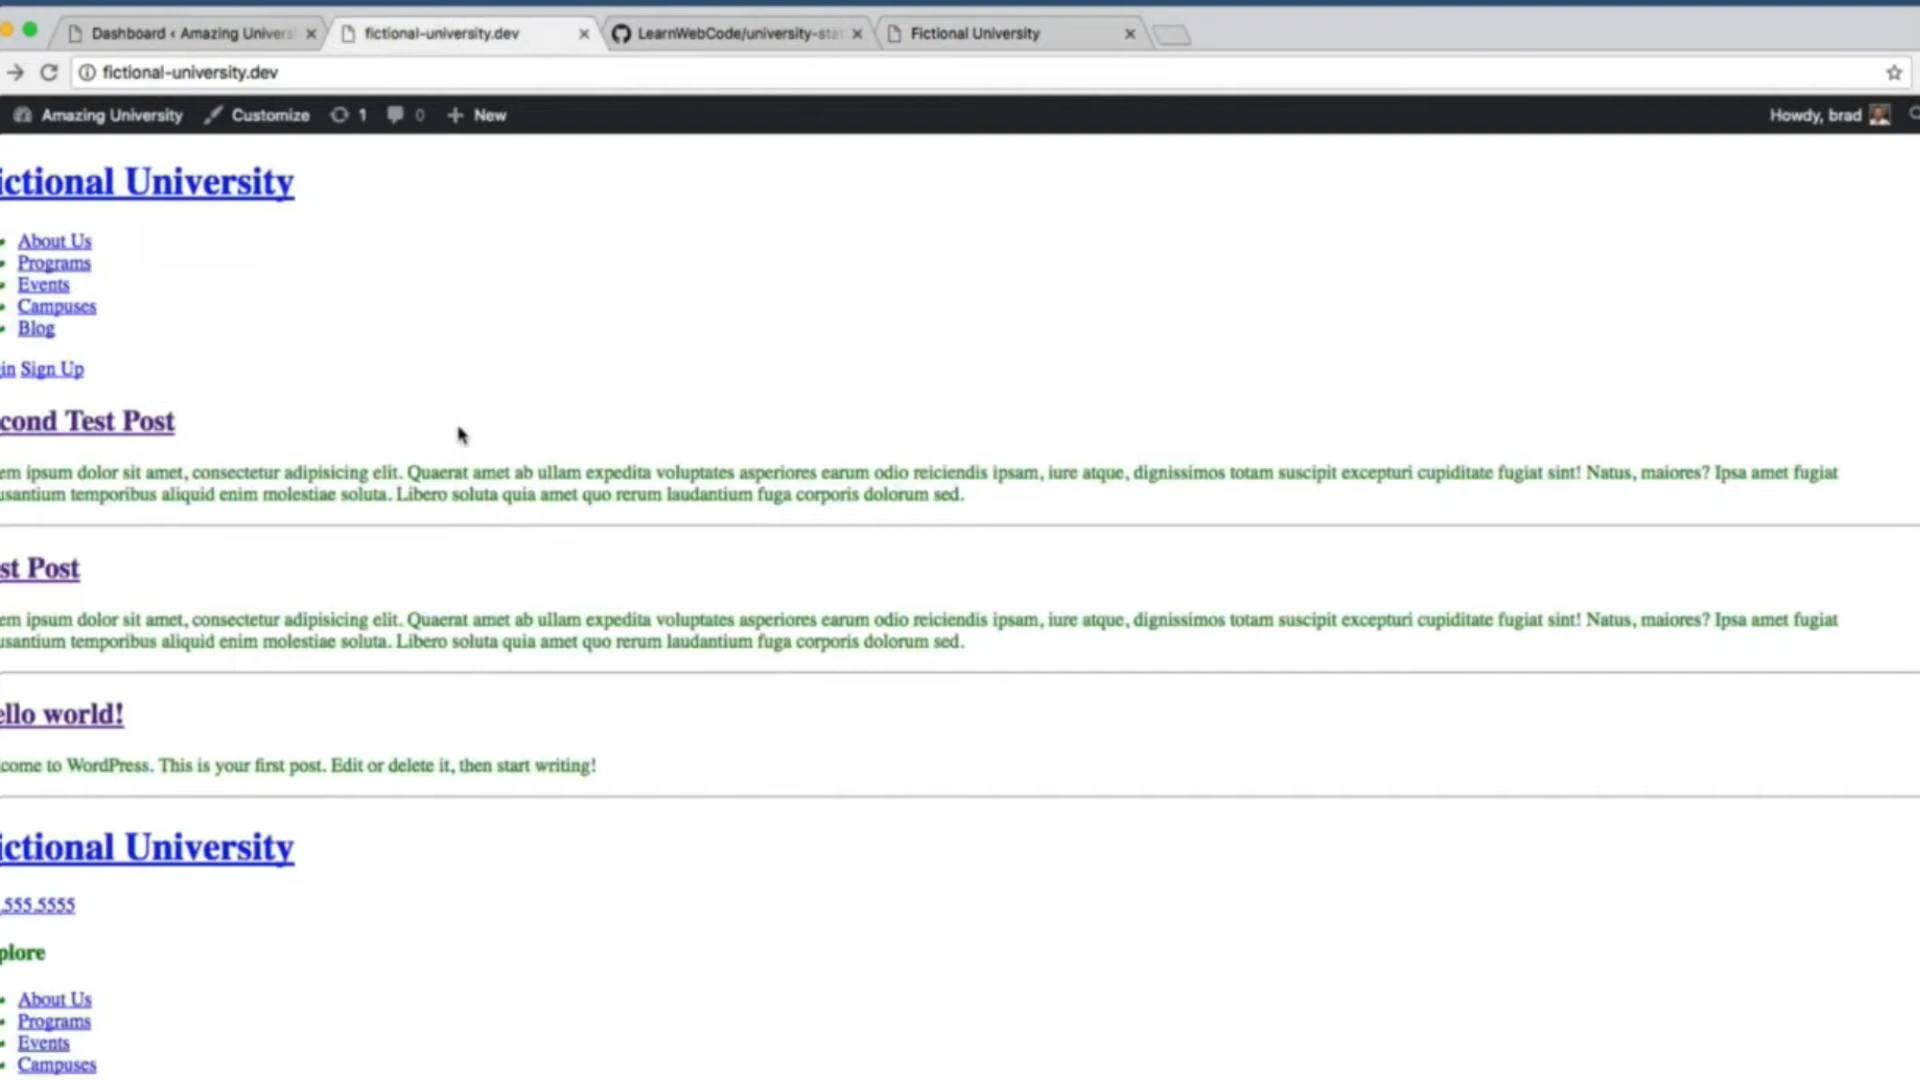 Dashboard ‹ Amazing Univers
fictional-university.dev
LearnWebCode/university-sta
Fictional University
fictional-university.dev
Amazing University Customize 1 0 New
Howdy, brad
ictional University
About Us
Programs
Events
Campuses
Blog
in Sign Up
cond Test Post
em ipsum dolor sit amet, consectetur adipisicing elit. Quaerat amet ab ullam expedita voluptates asperiores earum odio reiciendis ipsam, iure atque, dignissimos totam suscipit excepturi cupiditate fugiat sint! Natus, maiores? Ipsa amet fugiat
usantium temporibus aliquid enim molestiae soluta. Libero soluta quia amet quo rerum laudantium fuga corporis dolorum sed.
st Post
em ipsum dolor sit amet, consectetur adipisicing elit. Quaerat amet ab ullam expedita voluptates asperiores earum odio reiciendis ipsam, iure atque, dignissimos totam suscipit excepturi cupiditate fugiat sint! Natus, maiores? Ipsa amet fugiat
usantium temporibus aliquid enim molestiae soluta. Libero soluta quia amet quo rerum laudantium fuga corporis dolorum sed.
ello world!
come to WordPress. This is your first post. Edit or delete it, then start writing!
ictional University
.555.5555
plore
About Us
Programs
Events
Campuses